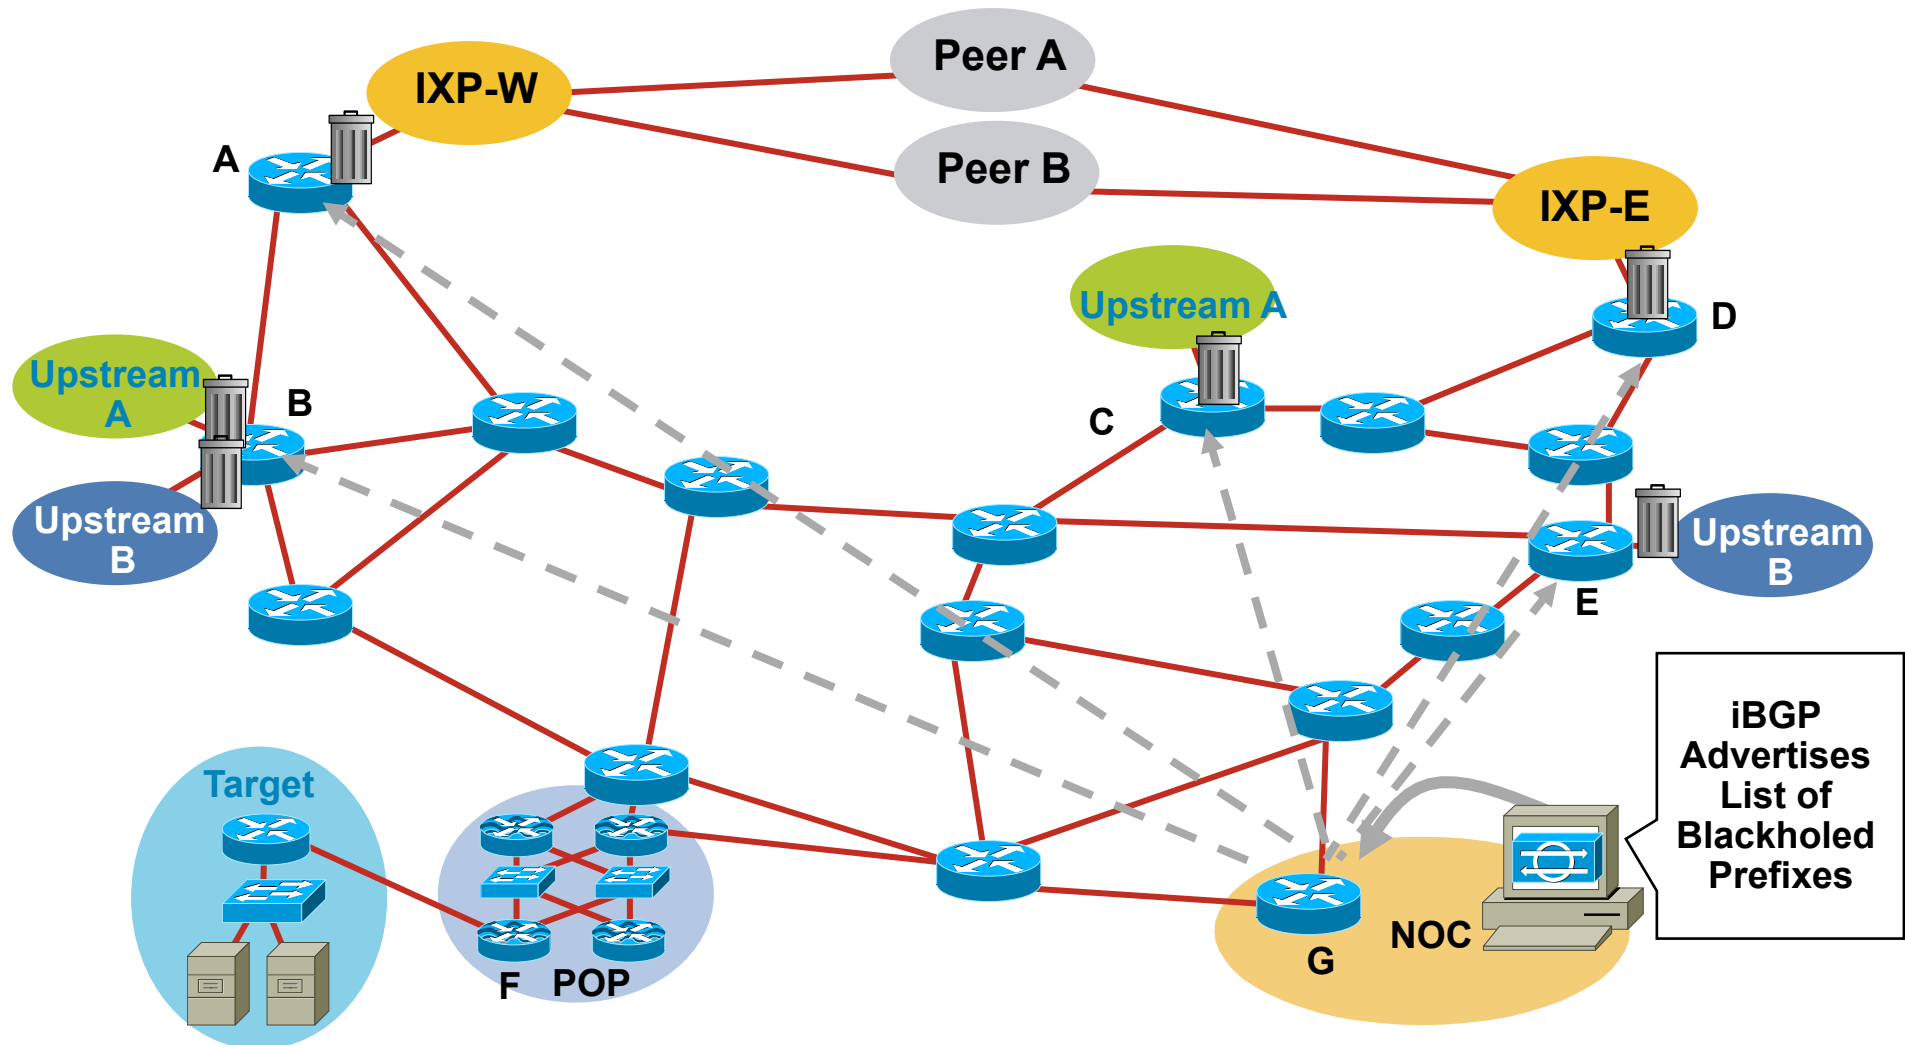 Peer A
IXP-W
A
Peer B
IXP-E
Upstream A
D
Upstream
A
B
C
Upstream
B
Upstream
B
E
iBGP
Advertises
List of
Blackholed
Prefixes
Target
NOC
G
F
POP